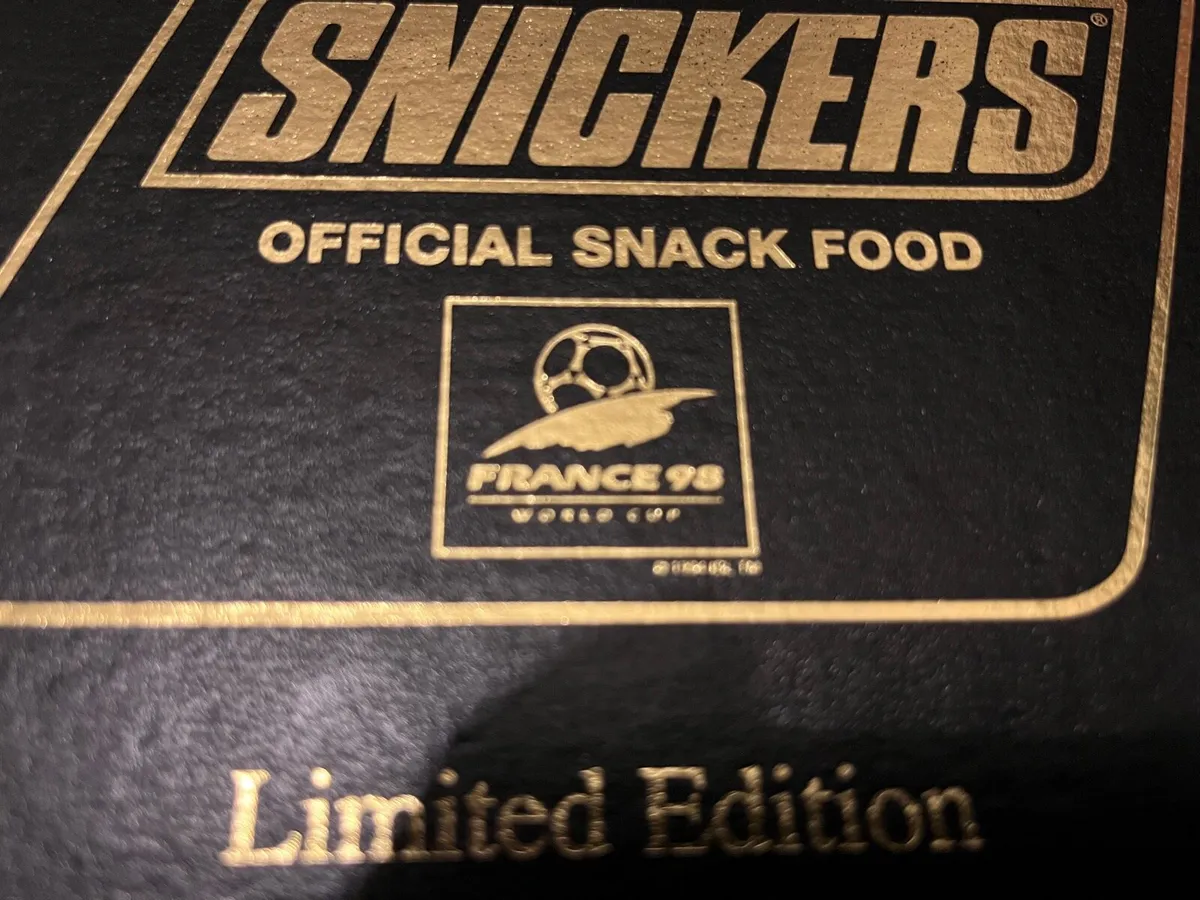 SNICKERS®
OFFICIAL SNACK FOOD
FRANCE 98
WORLD CUP
Limited Edition